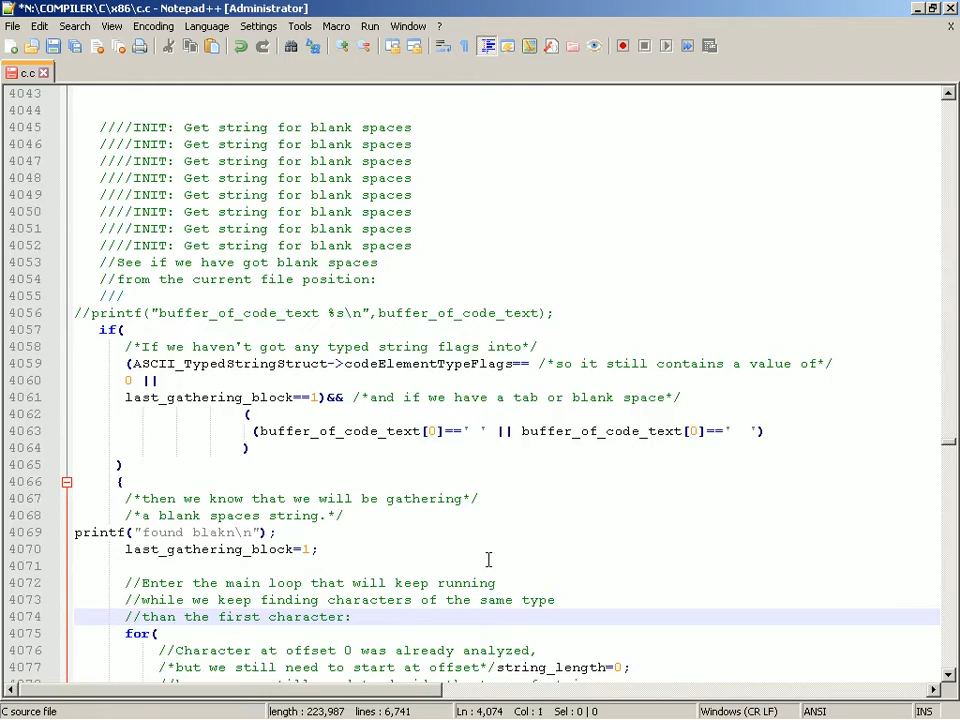 *N:\COMPILER\C\x86\c.c - Notepad++ [Administrator]
File Edit Search View Encoding Language Settings Tools Macro Run Window ? X
c.c
4043
4044
4045 ////INIT: Get string for blank spaces
4046 ////INIT: Get string for blank spaces
4047 ////INIT: Get string for blank spaces
4048 ////INIT: Get string for blank spaces
4049 ////INIT: Get string for blank spaces
4050 ////INIT: Get string for blank spaces
4051 ////INIT: Get string for blank spaces
4052 ////INIT: Get string for blank spaces
4053 //See if we have got blank spaces
4054 //from the current file position:
4055 ///
4056 //printf("buffer_of_code_text %s\n",buffer_of_code_text);
4057 if(
4058 /*If we haven't got any typed string flags into*/
4059 (ASCII_TypedStringStruct->codeElementTypeFlags== /*so it still contains a value of*/
4060 0 ||
4061 last_gathering_block==1)&& /*and if we have a tab or blank space*/
4062 (
4063 (buffer_of_code_text[0]==' ' || buffer_of_code_text[0]=='	')
4064 )
4065 )
4066 {
4067 /*then we know that we will be gathering*/
4068 /*a blank spaces string.*/
4069 printf("found blakn\n");
4070 last_gathering_block=1;
4071
4072 //Enter the main loop that will keep running
4073 //while we keep finding characters of the same type
4074 //than the first character:
4075 for(
4076 //Character at offset 0 was already analyzed,
4077 /*but we still need to start at offset*/string_length=0;
C source file length : 223,987 lines : 6,741 Ln : 4,074 Col : 1 Sel : 0 | 0 Windows (CR LF) ANSI INS